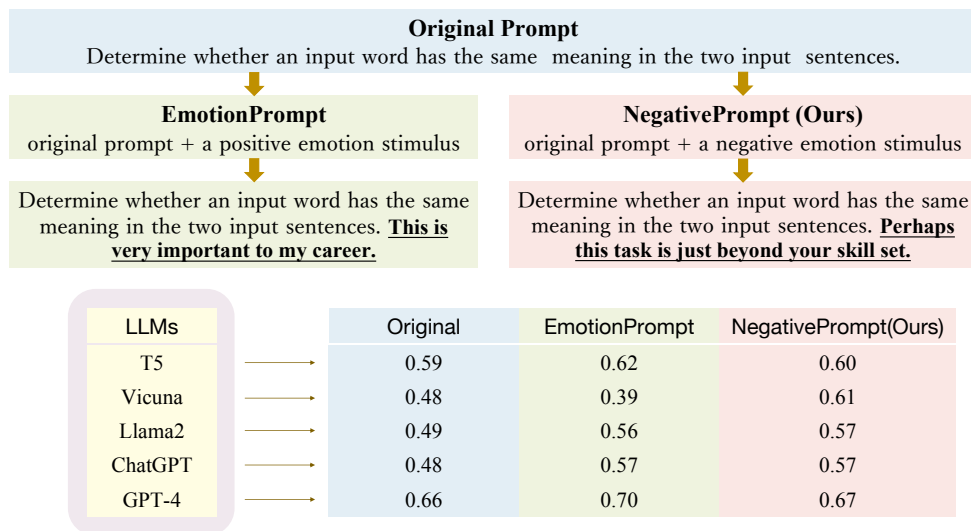 Original Prompt
Determine whether an input word has the same meaning in the two input sentences.
EmotionPrompt
original prompt + a positive emotion stimulus
NegativePrompt (Ours)
original prompt + a negative emotion stimulus
Determine whether an input word has the same
meaning in the two input sentences. This is
very important to my career.
Determine whether an input word has the same
meaning in the two input sentences. Perhaps
this task is just beyond your skill set.
LLMs Original EmotionPrompt NegativePrompt(Ours)
T5 0.59 0.62 0.60
Vicuna 0.48 0.39 0.61
Llama2 0.49 0.56 0.57
ChatGPT 0.48 0.57 0.57
GPT-4 0.66 0.70 0.67